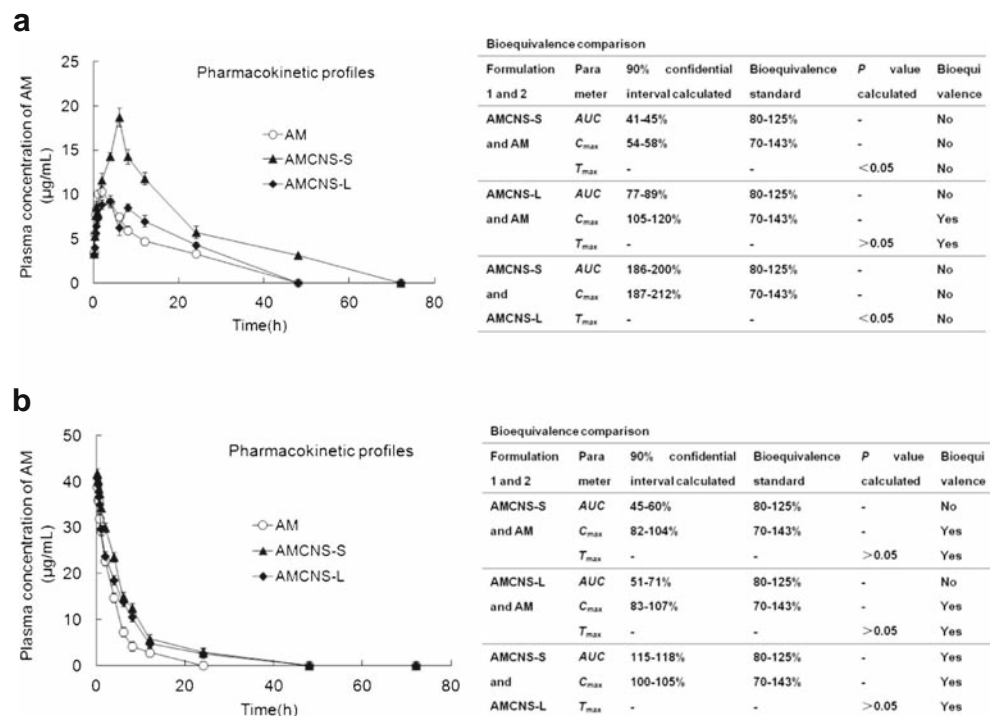 a
Pharmacokinetic profiles
AM
AMCNS-S
AMCNS-L
Plasma concentration of AM
(μg/mL)
25
20
15
10
5
0
0 20 40 60 80
Time(h)
Bioequivalence comparison
Formulation Para 90% confidential Bioequivalence P value Bioequi
1 and 2 meter interval calculated standard calculated valence
AMCNS-S AUC 41-45% 80-125% - No
and AM Cmax 54-58% 70-143% - No
Tmax - - <0.05 No
AMCNS-L AUC 77-89% 80-125% - No
and AM Cmax 105-120% 70-143% - Yes
Tmax - - >0.05 Yes
AMCNS-S AUC 186-200% 80-125% - No
and Cmax 187-212% 70-143% - No
AMCNS-L Tmax - - <0.05 No
b
Pharmacokinetic profiles
AM
AMCNS-S
AMCNS-L
Plasma concentration of AM
(μg/mL)
50
40
30
20
10
0
0 20 40 60 80
Time(h)
Bioequivalence comparison
Formulation Para 90% confidential Bioequivalence P value Bioequi
1 and 2 meter interval calculated standard calculated valence
AMCNS-S AUC 45-60% 80-125% - No
and AM Cmax 82-104% 70-143% - Yes
Tmax - - >0.05 Yes
AMCNS-L AUC 51-71% 80-125% - No
and AM Cmax 83-107% 70-143% - Yes
Tmax - - >0.05 Yes
AMCNS-S AUC 115-118% 80-125% - Yes
and Cmax 100-105% 70-143% - Yes
AMCNS-L Tmax - - >0.05 Yes